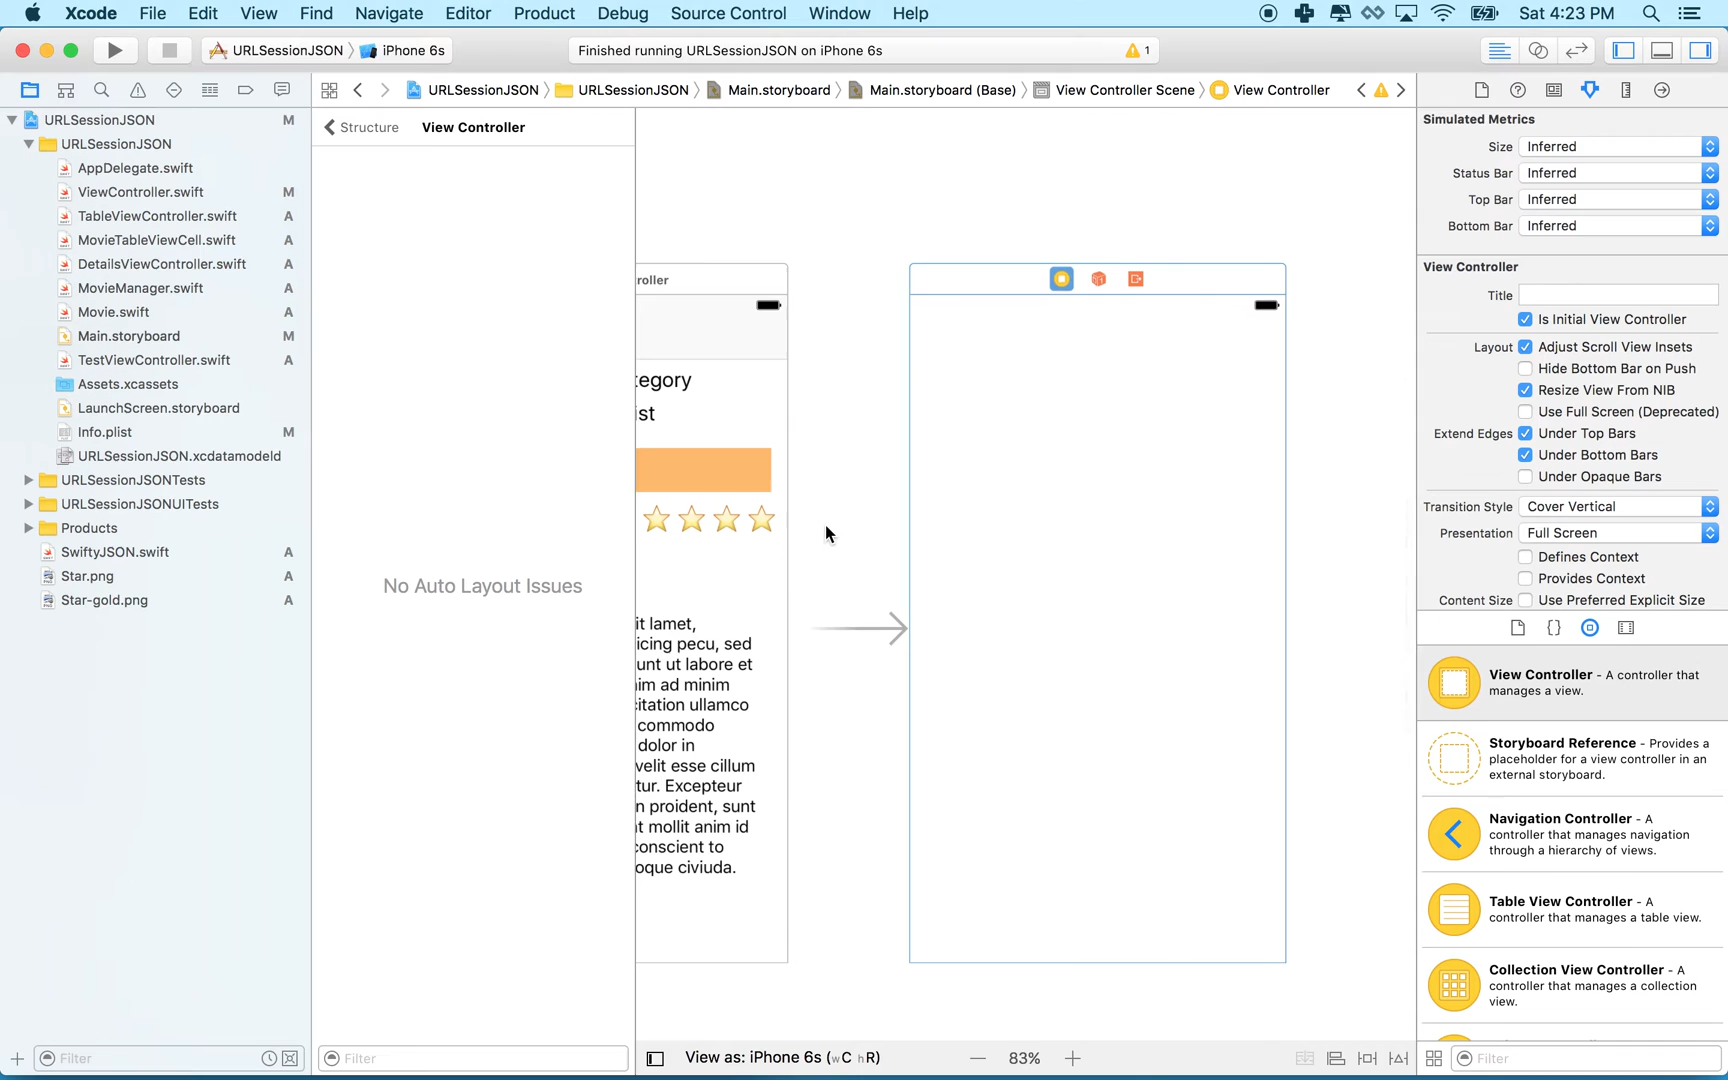 Xcode File Edit View Find Navigate Editor Product Debug Source Control Window Help Sat 4:23 PM
URLSessionJSON iPhone 6s Finished running URLSessionJSON on iPhone 6s 1
URLSessionJSON URLSessionJSON Main.storyboard Main.storyboard (Base) View Controller Scene View Controller
URLSessionJSON M
URLSessionJSON
AppDelegate.swift
ViewController.swift M
TableViewController.swift A
MovieTableViewCell.swift A
DetailsViewController.swift A
MovieManager.swift A
Movie.swift A
Main.storyboard M
TestViewController.swift A
Assets.xcassets
LaunchScreen.storyboard
Info.plist M
URLSessionJSON.xcdatamodeld
URLSessionJSONTests
URLSessionJSONUITests
Products
SwiftyJSON.swift A
Star.png A
Star-gold.png A
Filter
Structure View Controller
No Auto Layout Issues
Filter
roller
tegory
ist
it lamet,
icing pecu, sed
unt ut labore et
im ad minim
citation ullamco
commodo
dolor in
velit esse cillum
tur. Excepteur
n proident, sunt
t mollit anim id
conscient to
oque civiuda.
View as: iPhone 6s (wC hR) 83%
Simulated Metrics
Size Inferred
Status Bar Inferred
Top Bar Inferred
Bottom Bar Inferred
View Controller
Title
Is Initial View Controller
Layout Adjust Scroll View Insets
Hide Bottom Bar on Push
Resize View From NIB
Use Full Screen (Deprecated)
Extend Edges Under Top Bars
Under Bottom Bars
Under Opaque Bars
Transition Style Cover Vertical
Presentation Full Screen
Defines Context
Provides Context
Content Size Use Preferred Explicit Size
View Controller - A controller that
manages a view.
Storyboard Reference - Provides a
placeholder for a view controller in an
external storyboard.
Navigation Controller - A
controller that manages navigation
through a hierarchy of views.
Table View Controller - A
controller that manages a table view.
Collection View Controller - A
controller that manages a collection
view.
Filter